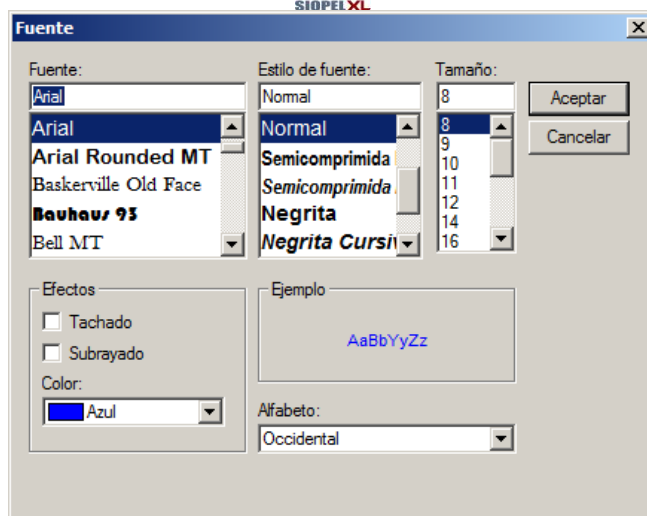 SIOPEL XL
Fuente
Fuente:
Arial
Arial
Arial Rounded MT
Baskerville Old Face
Bauhaus 93
Bell MT
Estilo de fuente:
Normal
Normal
Semicomprimida
Semicomprimida
Negrita
Negrita Cursiv
Tamaño:
8
8
9
10
11
12
14
16
Aceptar
Cancelar
Efectos
Tachado
Subrayado
Color:
Azul
Ejemplo
AaBbYyZz
Alfabeto:
Occidental